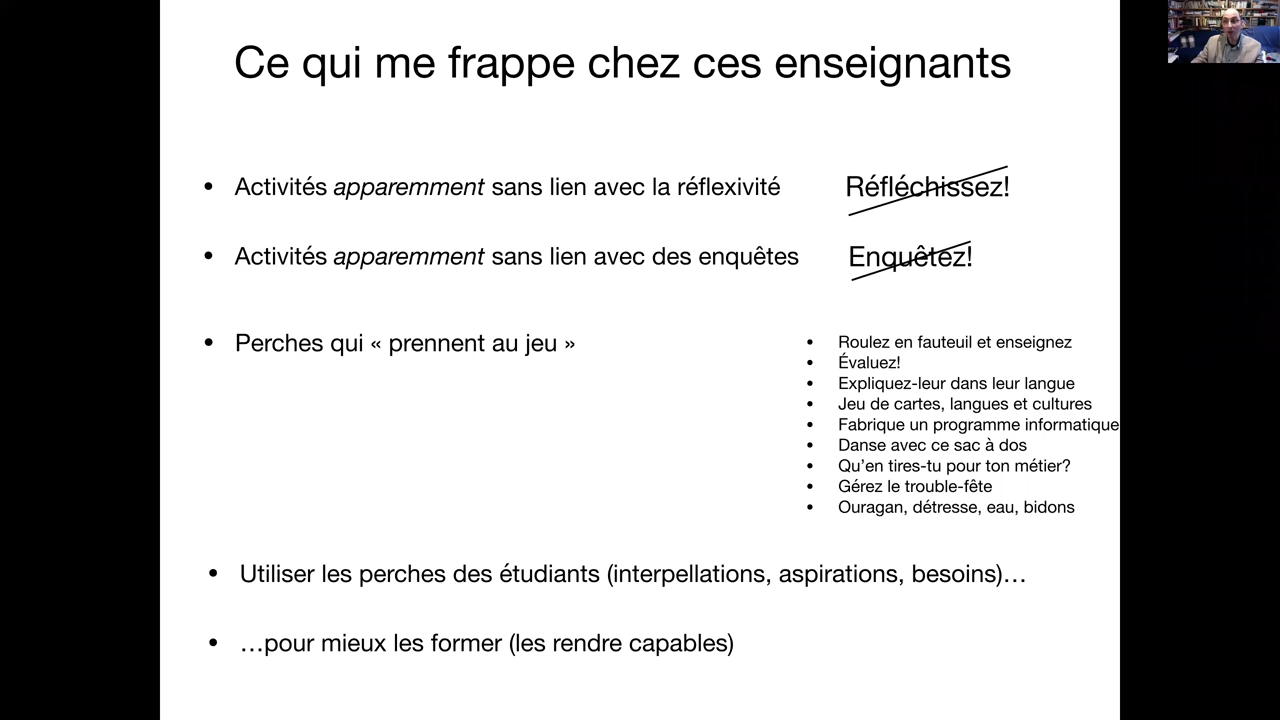 Ce qui me frappe chez ces enseignants
• Activités apparemment sans lien avec la réflexivité
Réfléchissez!
• Activités apparemment sans lien avec des enquêtes
Enquêtez!
• Perches qui « prennent au jeu »
• Roulez en fauteuil et enseignez
• Évaluez!
• Expliquez-leur dans leur langue
• Jeu de cartes, langues et cultures
• Fabrique un programme informatique
• Danse avec ce sac à dos
• Qu’en tires-tu pour ton métier?
• Gérez le trouble-fête
• Ouragan, détresse, eau, bidons
• Utiliser les perches des étudiants (interpellations, aspirations, besoins)…
• …pour mieux les former (les rendre capables)